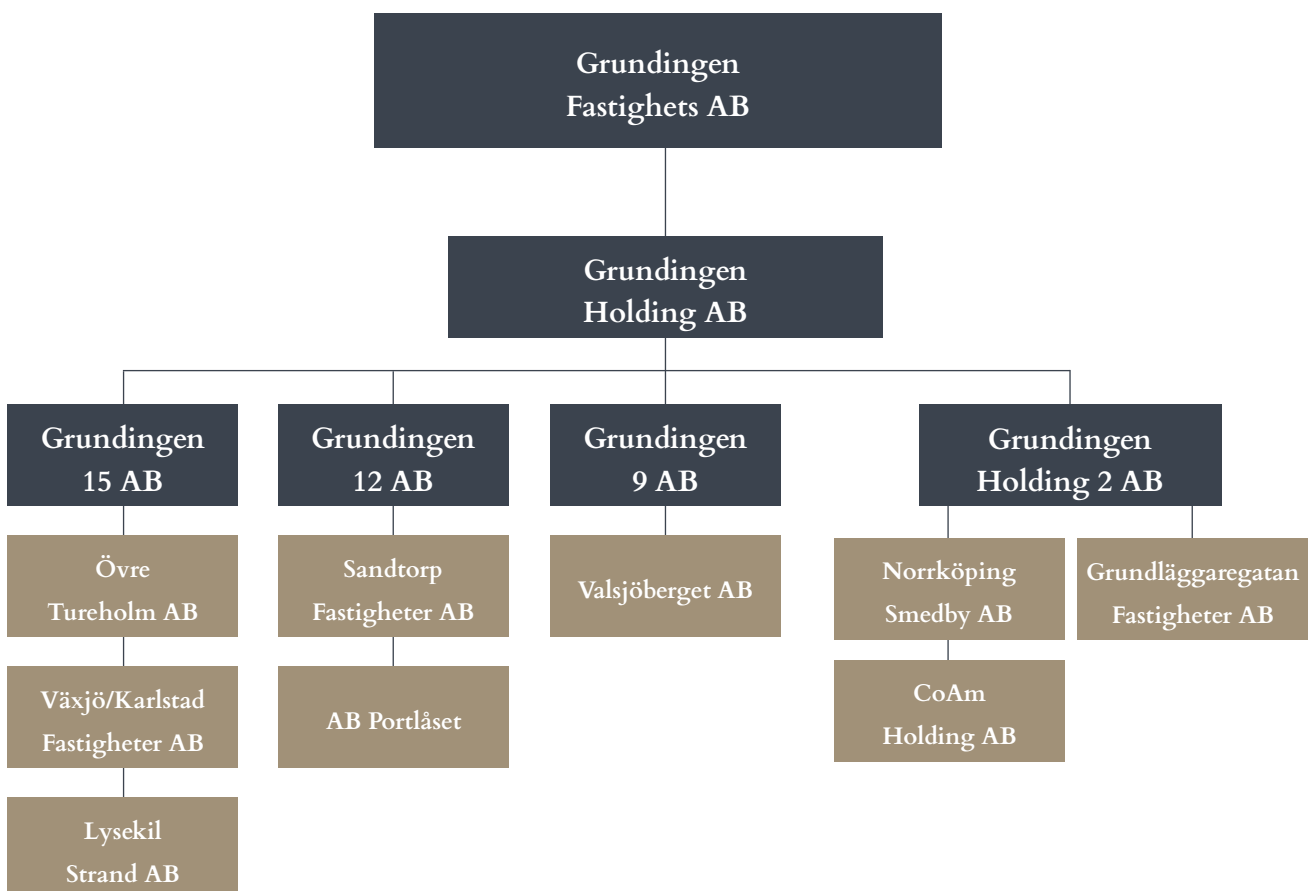 Grundingen
Fastighets AB
Grundingen
Holding AB
Grundingen
15 AB
Grundingen
12 AB
Grundingen
9 AB
Grundingen
Holding 2 AB
Övre
Tureholm AB
Sandtorp
Fastigheter AB
Valsjöberget AB
Norrköping
Smedby AB
Grundläggaregatan
Fastigheter AB
Växjö/Karlstad
Fastigheter AB
AB Portlåset
CoAm
Holding AB
Lysekil
Strand AB